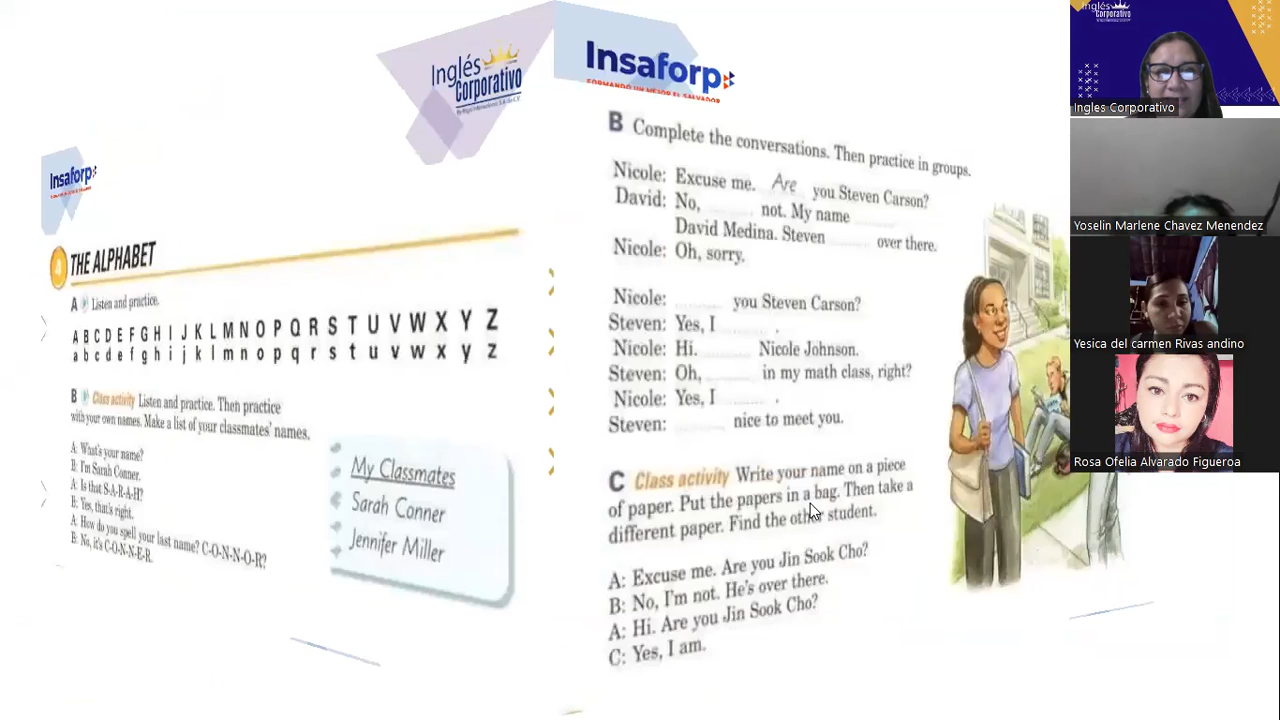 Inglés
corporativo
Insaforp
FORMANDO UN MEJOR EL SALVADOR
Insaforp
4 THE ALPHABET
A Listen and practice.
A B C D E F G H I J K L M N O P Q R S T U V W X Y Z
a b c d e f g h i j k l m n o p q r s t u v w x y z
B Class activity Listen and practice. Then practice
with your own names. Make a list of your classmates' names.
A: What's your name?
B: I'm Sarah Conner.
A: Is that S-A-R-A-H?
B: Yes, that's right.
A: How do you spell your last name? C-O-N-N-O-R?
B: No, it's C-O-N-N-E-R.
My Classmates
Sarah Conner
Jennifer Miller
B Complete the conversations. Then practice in groups.
Nicole: Excuse me. Are you Steven Carson?
David: No, not. My name
David Medina. Steven over there.
Nicole: Oh, sorry.
Nicole: you Steven Carson?
Steven: Yes, I .
Nicole: Hi. Nicole Johnson.
Steven: Oh, in my math class, right?
Nicole: Yes, I .
Steven: nice to meet you.
C Class activity Write your name on a piece
of paper. Put the papers in a bag. Then take a
different paper. Find the other student.
A: Excuse me. Are you Jin Sook Cho?
B: No, I'm not. He's over there.
A: Hi. Are you Jin Sook Cho?
C: Yes, I am.
Inglés
corporativo
Ingles Corporativo
Yoselin Marlene Chavez Menendez
Yesica del carmen Rivas andino
Rosa Ofelia Alvarado Figueroa